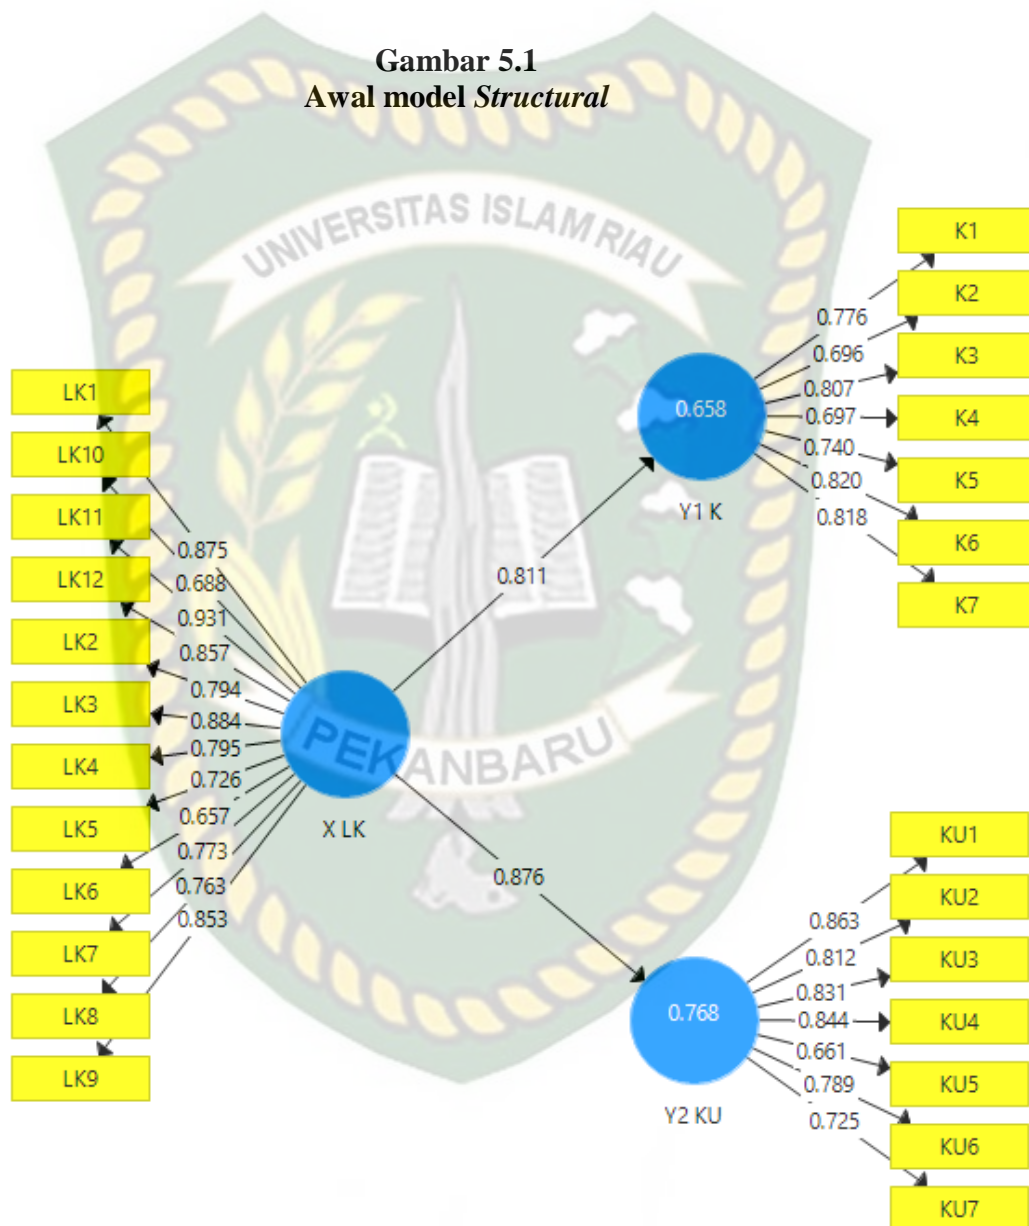 Gambar 5.1
Awal model Structural
UNIVERSITAS ISLAM RIAU
PEKANBARU
LK1
LK10
LK11
LK12
LK2
LK3
LK4
LK5
LK6
LK7
LK8
LK9
0.875
0.688
0.931
0.857
0.794
0.884
0.795
0.726
0.657
0.773
0.763
0.853
X LK
0.811
0.876
0.658
Y1 K
0.776
0.696
0.807
0.697
0.740
0.820
0.818
K1
K2
K3
K4
K5
K6
K7
0.768
Y2 KU
0.863
0.812
0.831
0.844
0.661
0.789
0.725
KU1
KU2
KU3
KU4
KU5
KU6
KU7